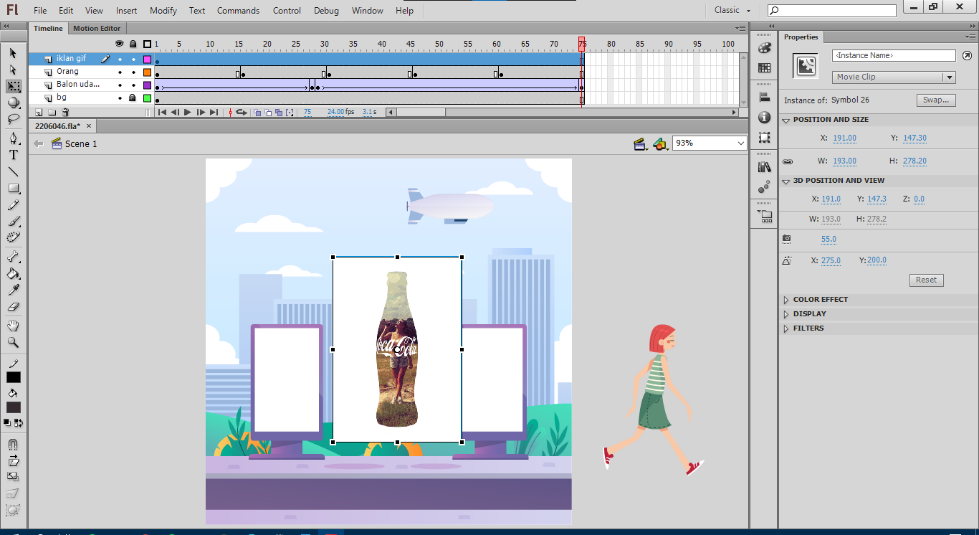 Fl File Edit View Insert Modify Text Commands Control Debug Window Help Classic
Timeline Motion Editor
1 5 10 15 20 25 30 35 40 45 50 55 60 65 70 75 80 85 90 95 100
iklan gif
Orang
Balon uda...
bg
75 24.00 fps 3.1 s
2206046.fla*
Scene 1
93%
Coca-Cola
Properties
<Instance Name>
Movie Clip
Instance of: Symbol 26 Swap...
POSITION AND SIZE
X: 191.00 Y: 147.30
W: 193.00 H: 278.20
3D POSITION AND VIEW
X: 191.0 Y: 147.3 Z: 0.0
W: 193.0 H: 278.2
55.0
X: 275.0 Y: 200.0
Reset
COLOR EFFECT
DISPLAY
FILTERS